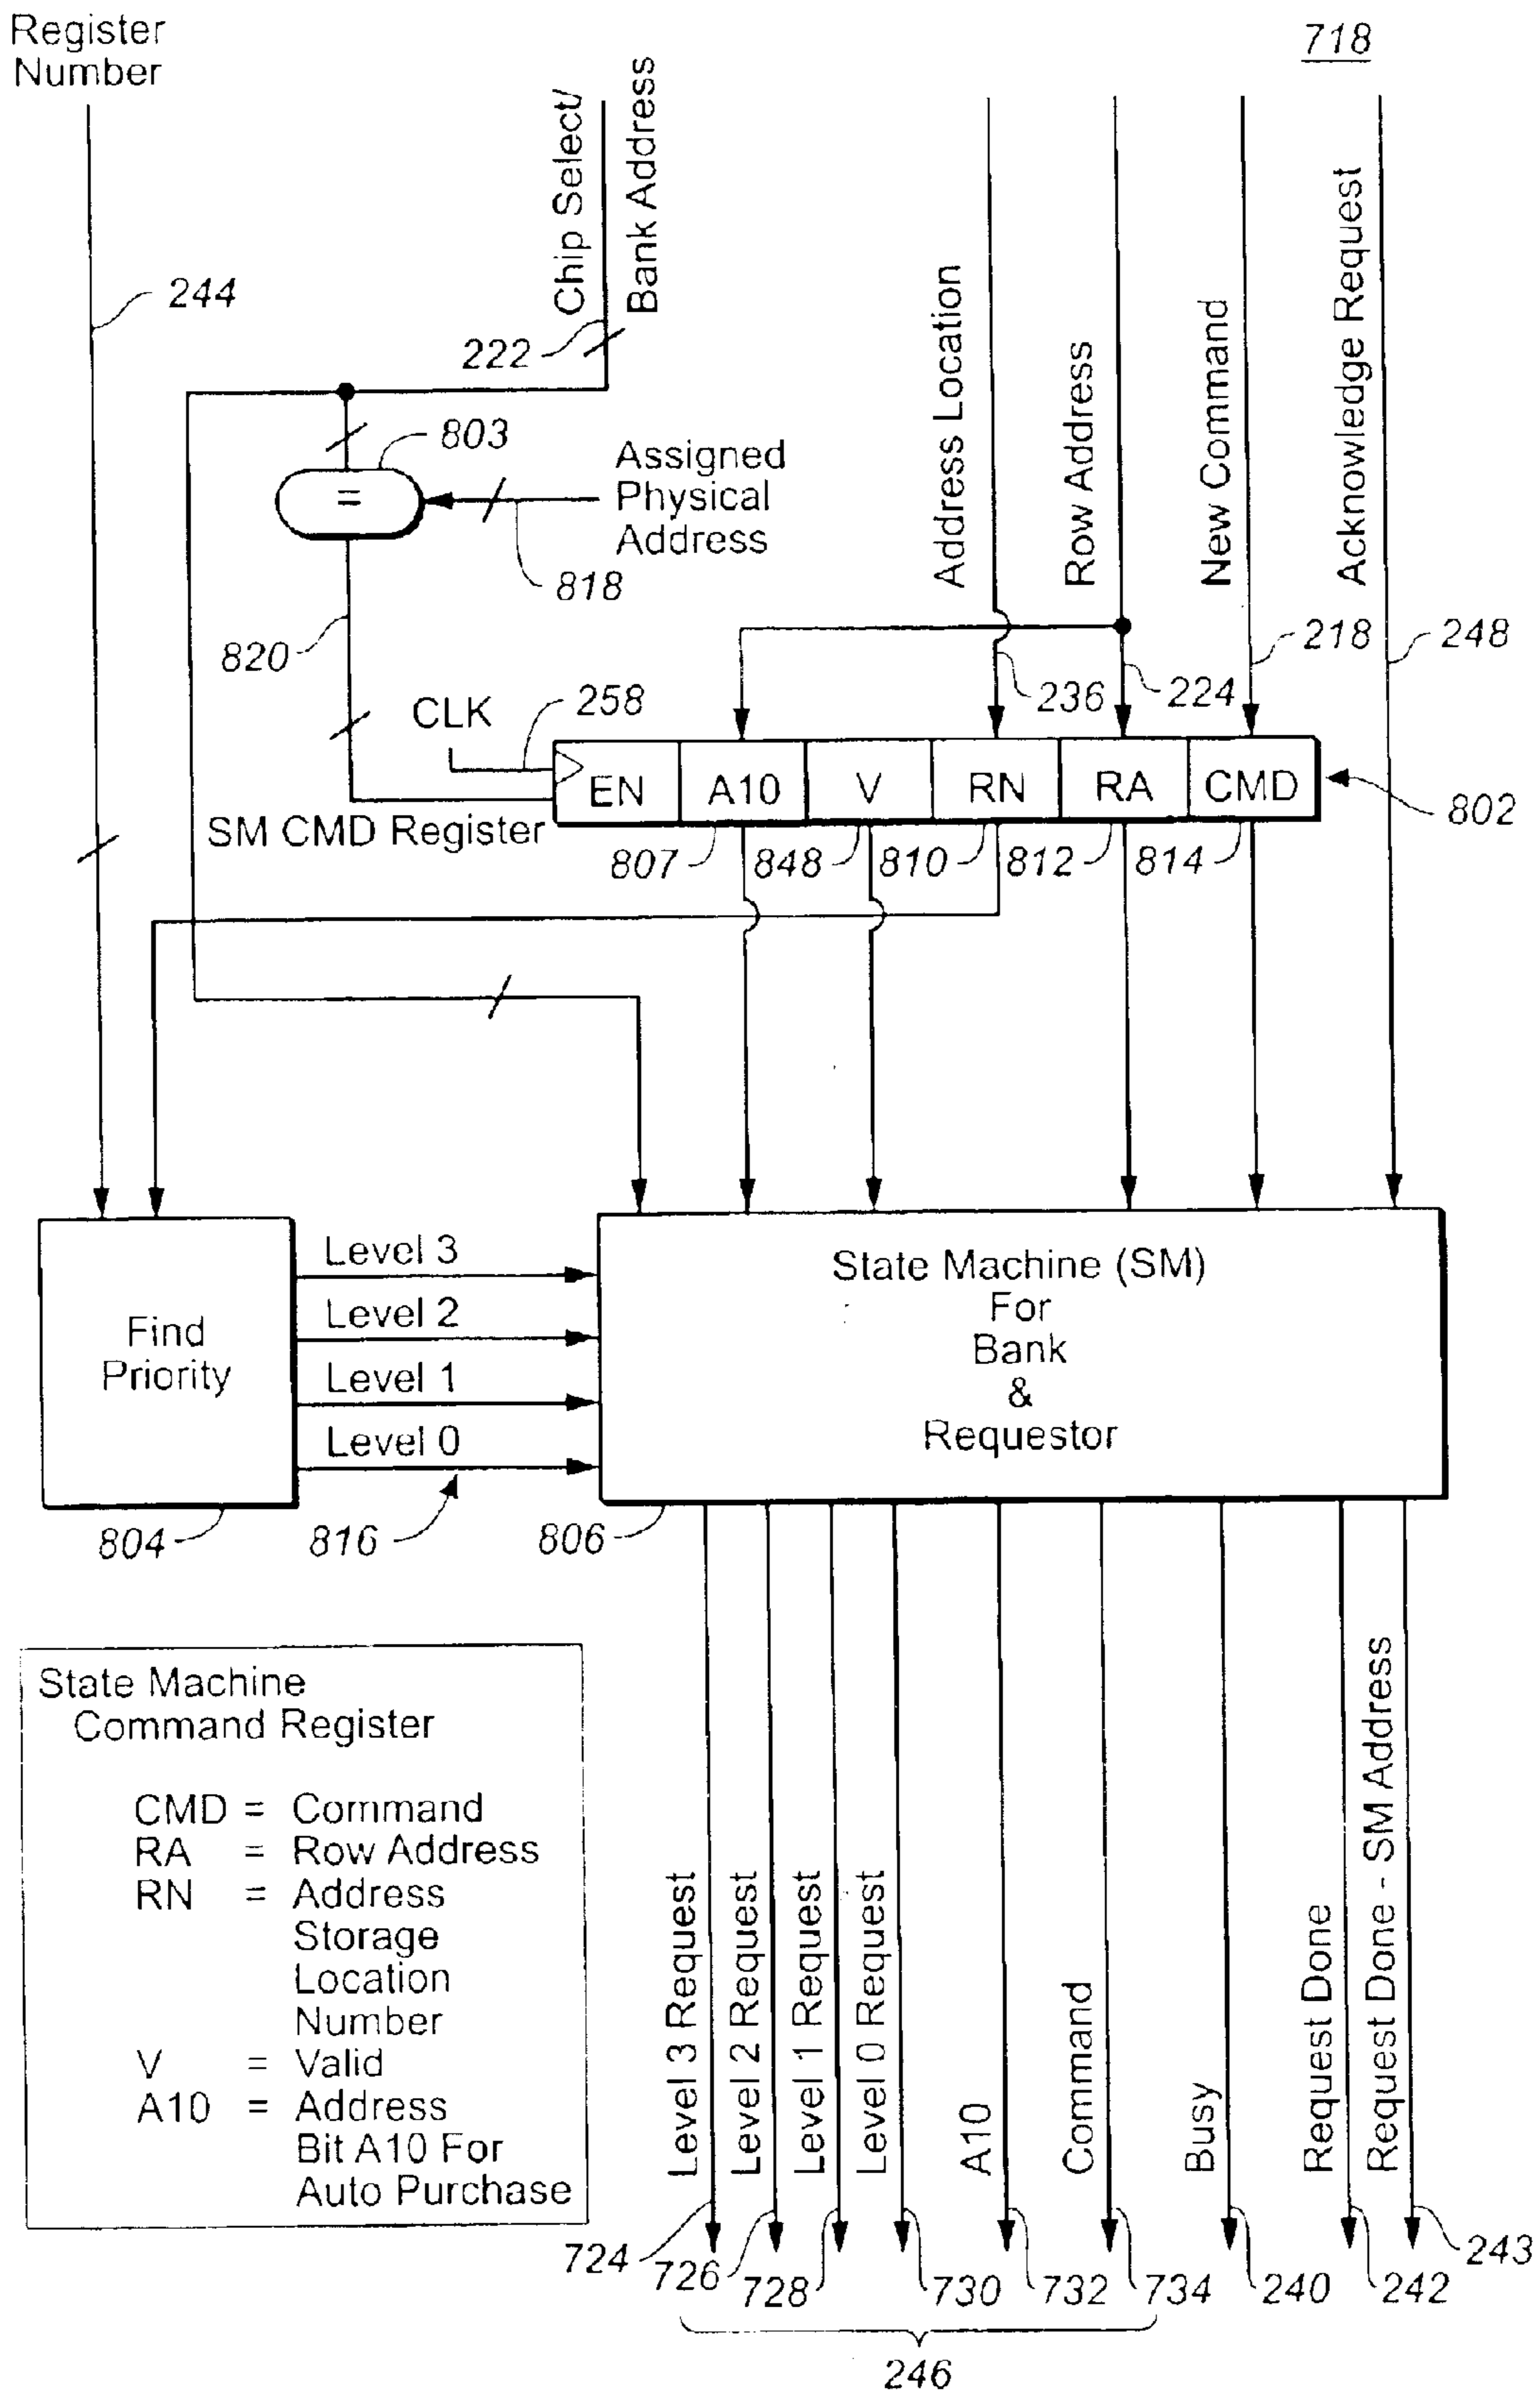 Register
Number
718
Chip Select/
Bank Address
Address Location
Row Address
New Command
Acknowledge Request
244
222
803
=
Assigned
Physical
Address
818
820
CLK
258
236
224
218
248
EN
A10
V
RN
RA
CMD
802
SM CMD Register
807
848
810
812
814
Find
Priority
Level 3
Level 2
Level 1
Level 0
State Machine (SM)
For
Bank
&
Requestor
804
816
806
State Machine
Command Register
CMD = Command
RA = Row Address
RN = Address
Storage
Location
Number
V = Valid
A10 = Address
Bit A10 For
Auto Purchase
Level 3 Request
Level 2 Request
Level 1 Request
Level 0 Request
A10
Command
Busy
Request Done
Request Done - SM Address
724
726
728
730
732
734
240
242
243
246